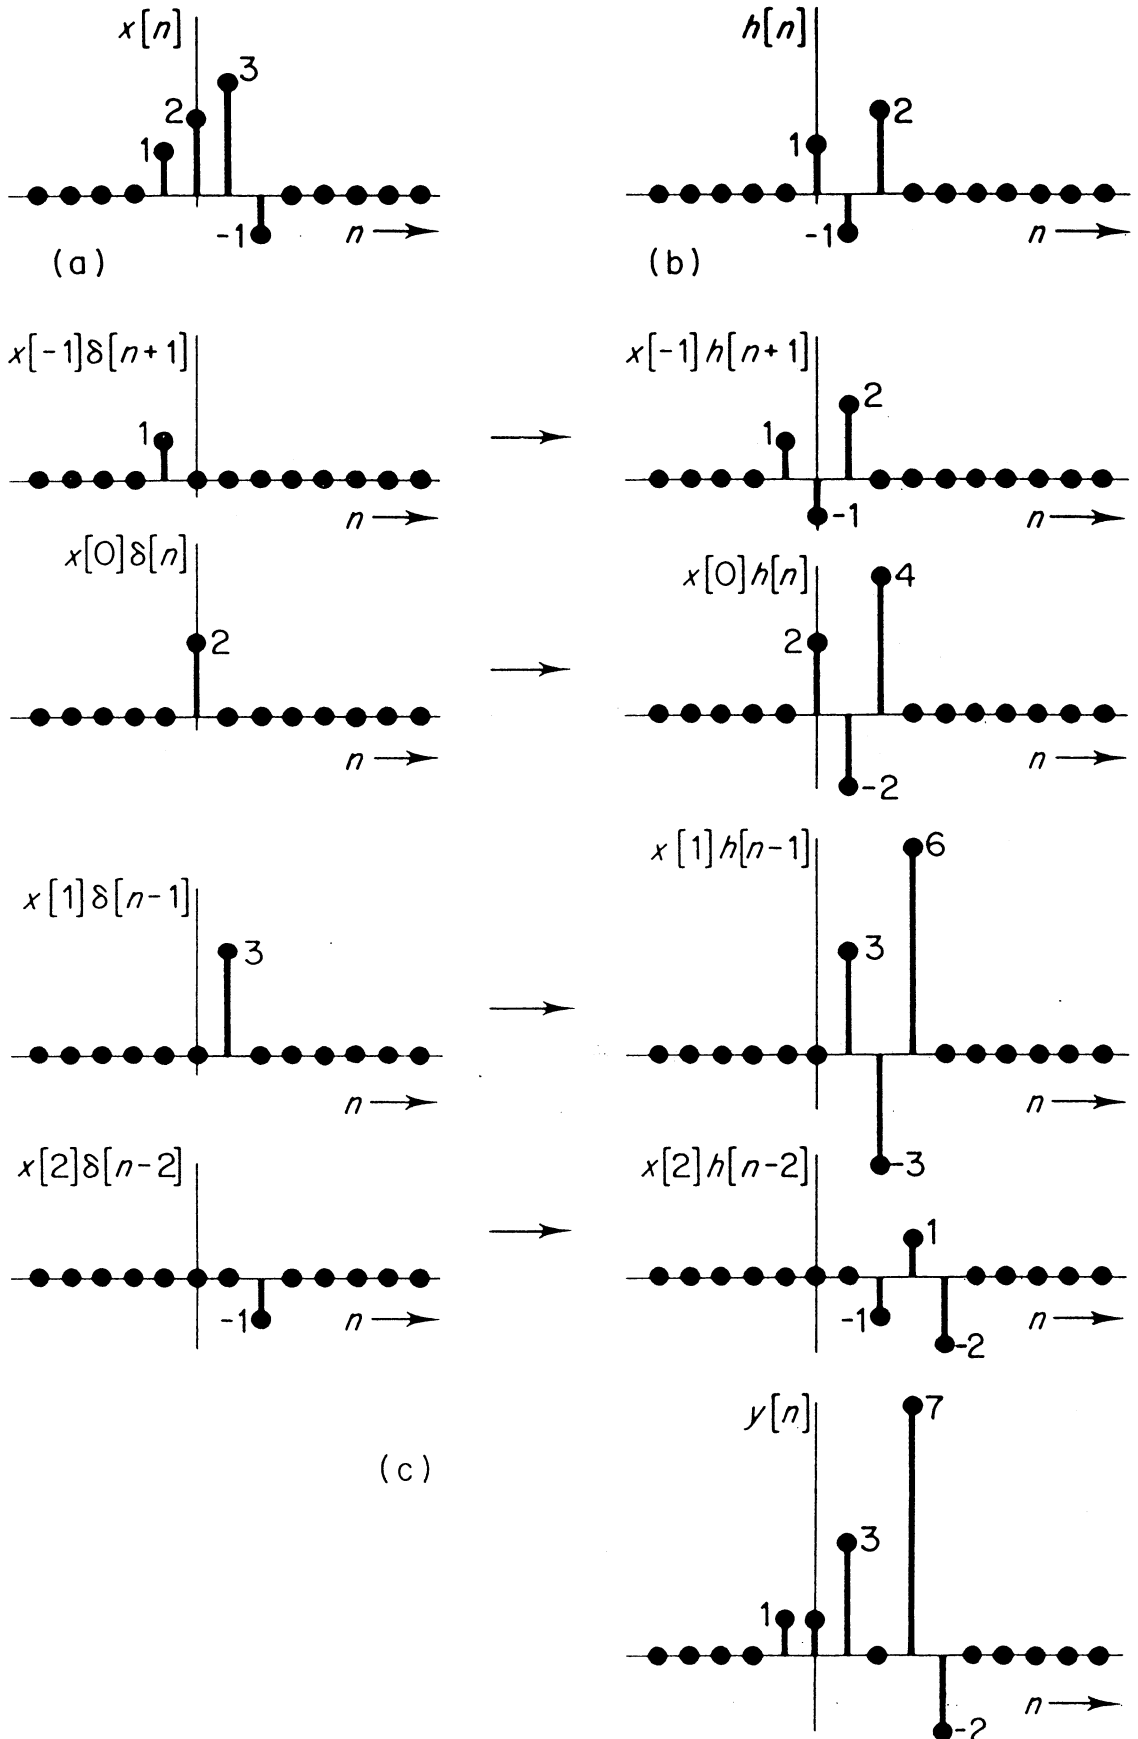 x[n]
3
2
1
-1
n
(a)
h[n]
2
1
-1
n
(b)
x[-1]δ[n+1]
1
n
x[-1]h[n+1]
2
1
-1
n
x[0]δ[n]
2
n
x[0]h[n]
4
2
-2
n
x[1]δ[n-1]
3
n
x[1]h[n-1]
6
3
-3
n
x[2]δ[n-2]
-1
n
x[2]h[n-2]
1
-1
-2
n
(c)
y[n]
7
3
1
-2
n